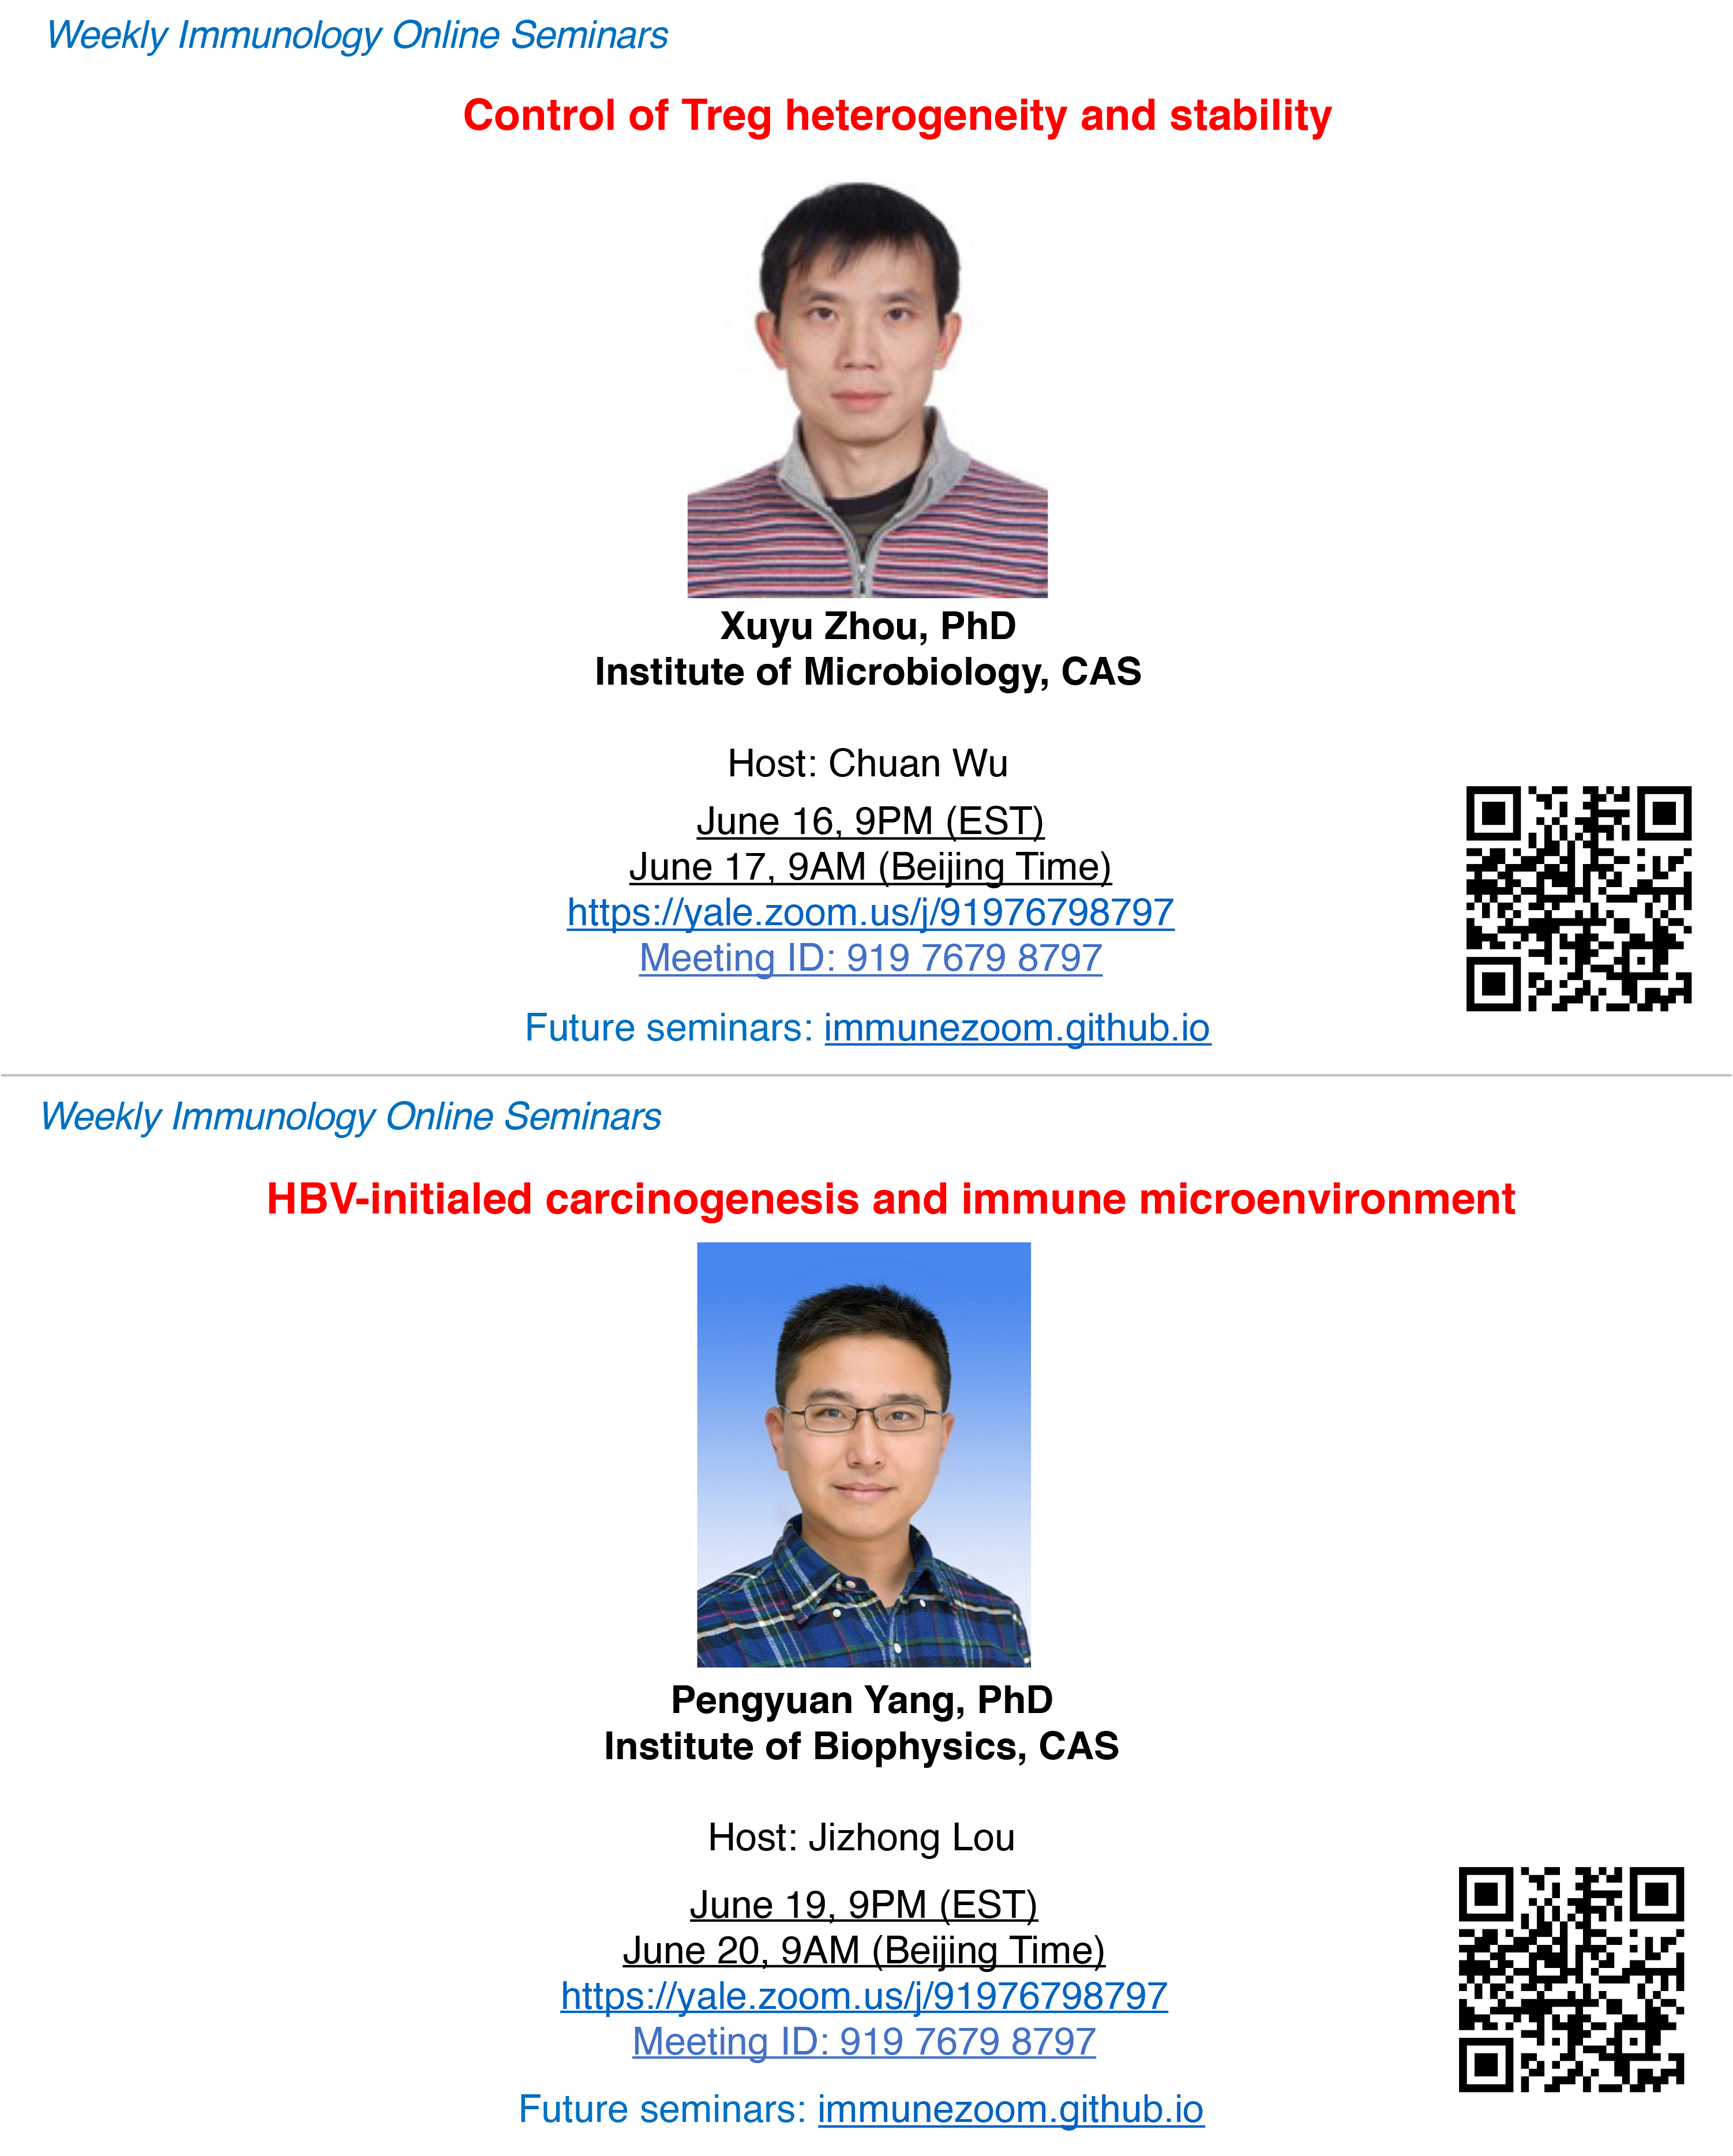 Weekly Immunology Online Seminars
Control of Treg heterogeneity and stability
Xuyu Zhou, PhD
Institute of Microbiology, CAS
Host: Chuan Wu
June 16, 9PM (EST)
June 17, 9AM (Beijing Time)
https://yale.zoom.us/j/91976798797
Meeting ID: 919 7679 8797
Future seminars: immunezoom.github.io
Weekly Immunology Online Seminars
HBV-initialed carcinogenesis and immune microenvironment
Pengyuan Yang, PhD
Institute of Biophysics, CAS
Host: Jizhong Lou
June 19, 9PM (EST)
June 20, 9AM (Beijing Time)
https://yale.zoom.us/j/91976798797
Meeting ID: 919 7679 8797
Future seminars: immunezoom.github.io